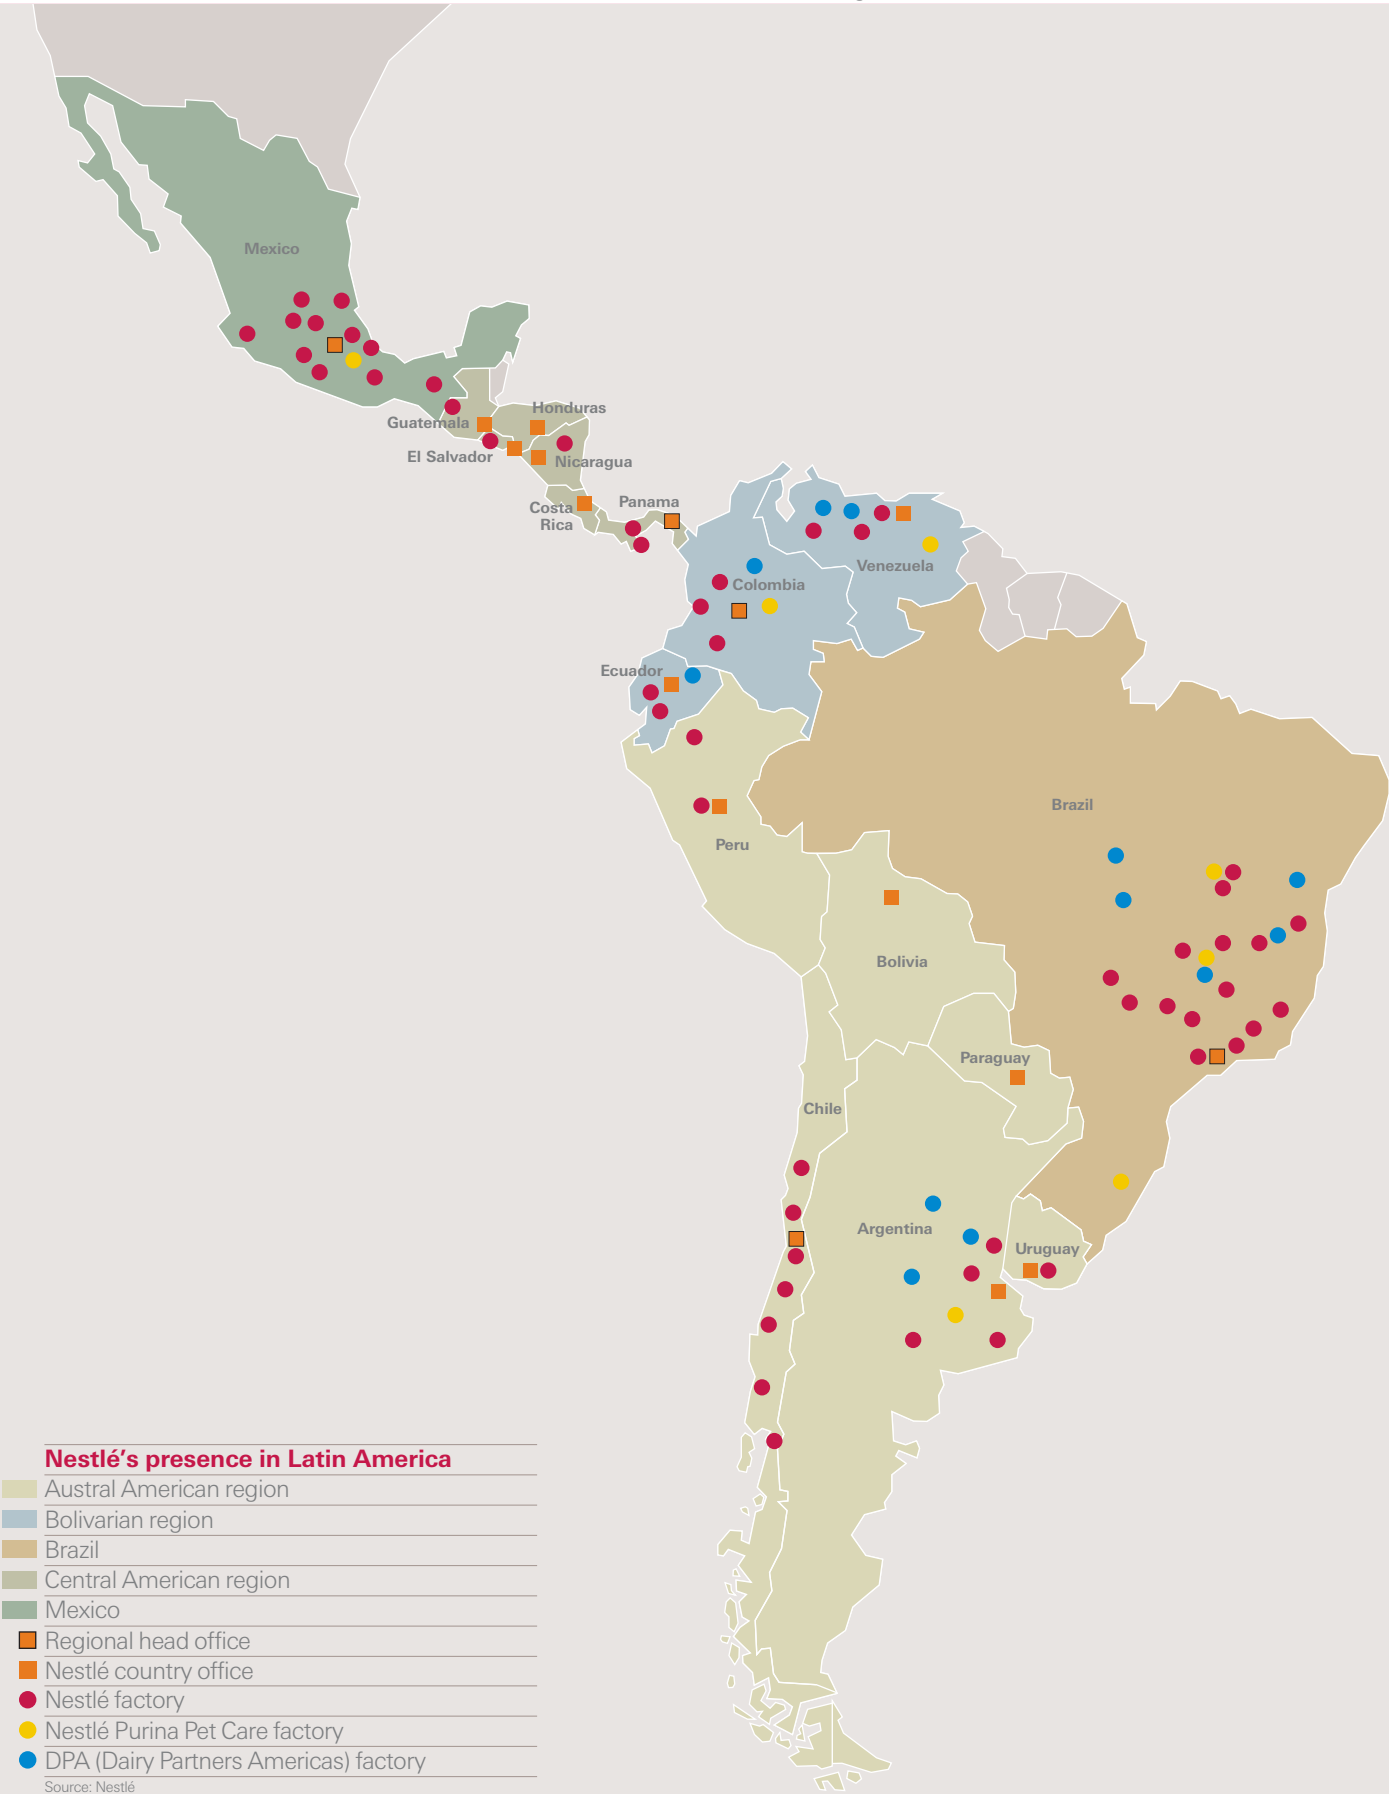 Mexico
Honduras
Guatemala
El Salvador
Nicaragua
Panama
Costa
Rica
Venezuela
Colombia
Ecuador
Brazil
Peru
Bolivia
Paraguay
Chile
Argentina
Uruguay
Nestlé's presence in Latin America
Austral American region
Bolivarian region
Brazil
Central American region
Mexico
Regional head office
Nestlé country office
Nestlé factory
Nestlé Purina Pet Care factory
DPA (Dairy Partners Americas) factory
Source: Nestlé